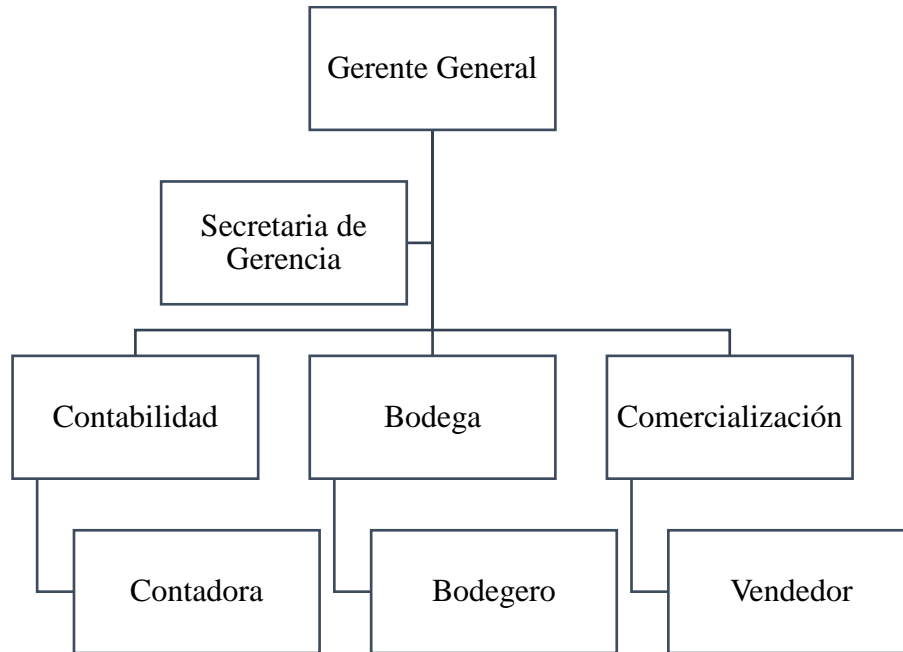 Gerente General
Secretaria de
Gerencia
Contabilidad
Bodega
Comercialización
Contadora
Bodegero
Vendedor